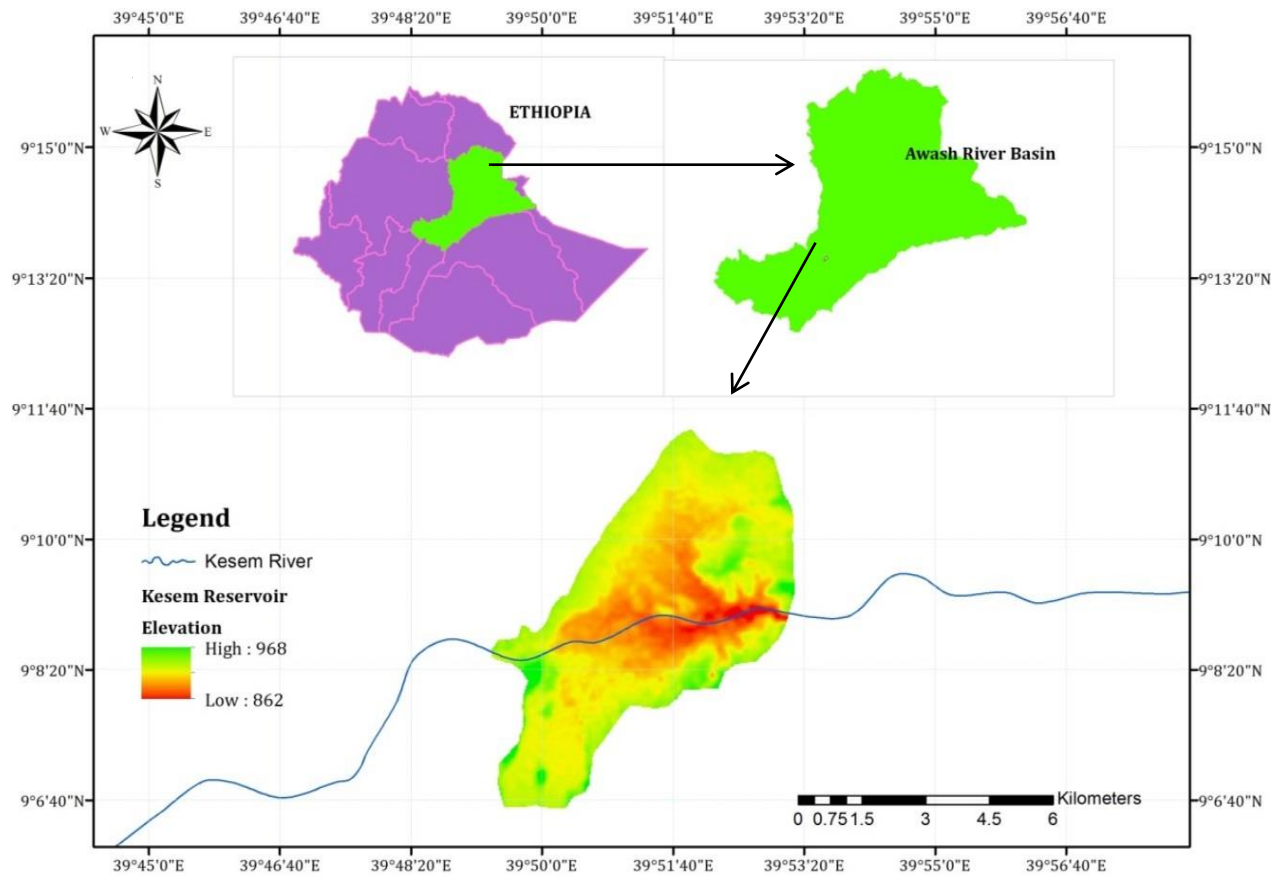 39°45'0"E 39°46'40"E 39°48'20"E 39°50'0"E 39°51'40"E 39°53'20"E 39°55'0"E 39°56'40"E
N
W E
S
ETHIOPIA
Awash River Basin
9°15'0"N 9°15'0"N
9°13'20"N 9°13'20"N
9°11'40"N 9°11'40"N
9°10'0"N 9°10'0"N
9°8'20"N 9°8'20"N
9°6'40"N 9°6'40"N
Legend
Kesem River
Kesem Reservoir
Elevation
High : 968
Low : 862
Kilometers
0 0.75 1.5 3 4.5 6
39°45'0"E 39°46'40"E 39°48'20"E 39°50'0"E 39°51'40"E 39°53'20"E 39°55'0"E 39°56'40"E